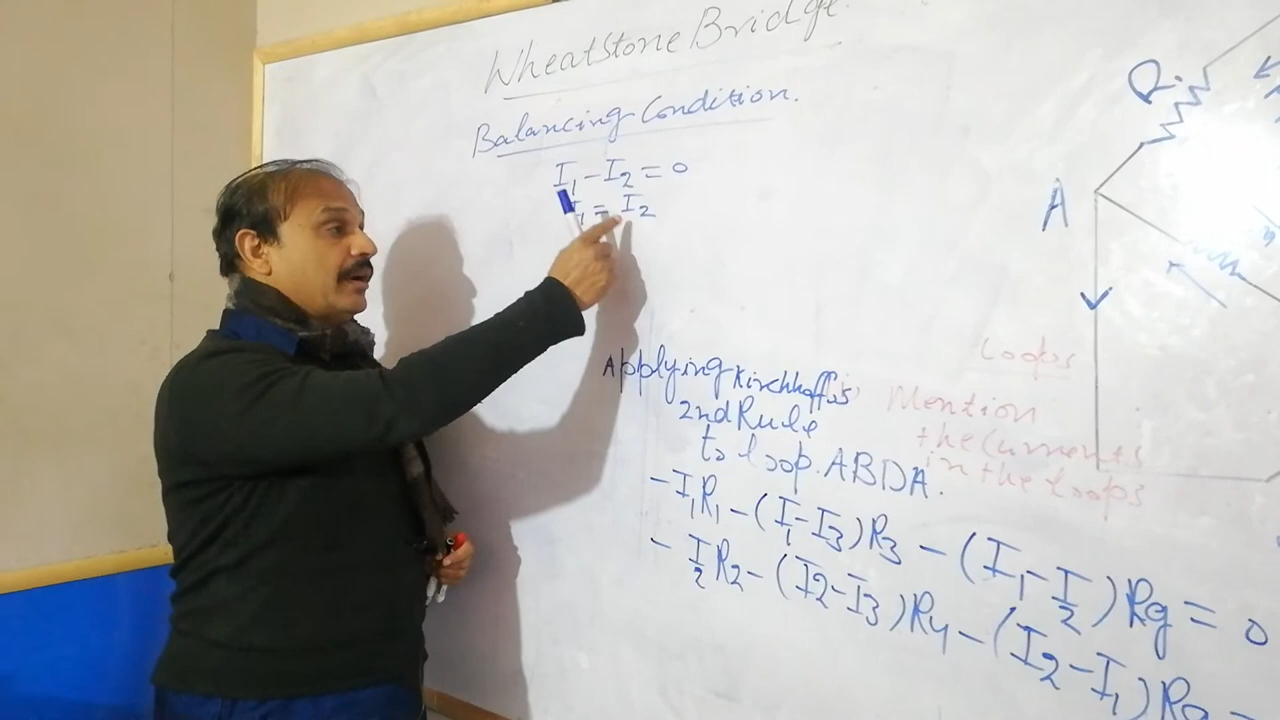 Wheatstone Bridge.
Balancing Condition.
I₁ - I₂ = 0
I₁ = I₂
Applying Kirchhoff's
2nd Rule
to loop. ABDA.
-I₁R₁ - (I₁ - I₃)R₃ - (I₁ - I₂)Rg = 0
-I₂R₂ - (I2 - I₃)R₄ - (I₂ - I₁)Rg
Loops
Mention
the Currents
in the loops
A